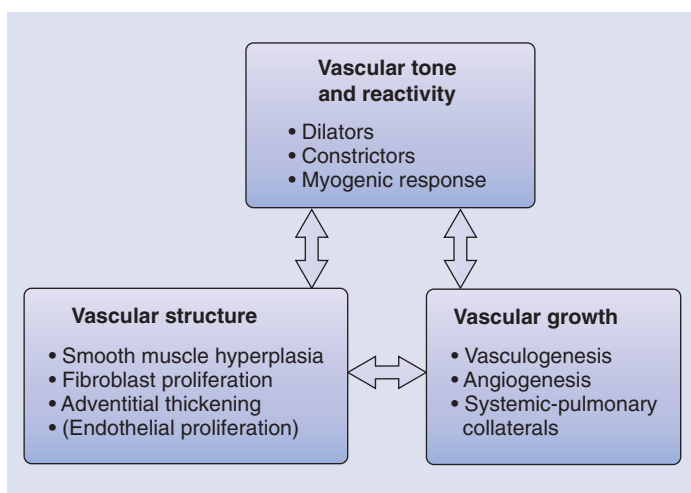 Vascular tone
and reactivity
• Dilators
• Constrictors
• Myogenic response
Vascular structure
• Smooth muscle hyperplasia
• Fibroblast proliferation
• Adventitial thickening
• (Endothelial proliferation)
Vascular growth
• Vasculogenesis
• Angiogenesis
• Systemic-pulmonary
collaterals